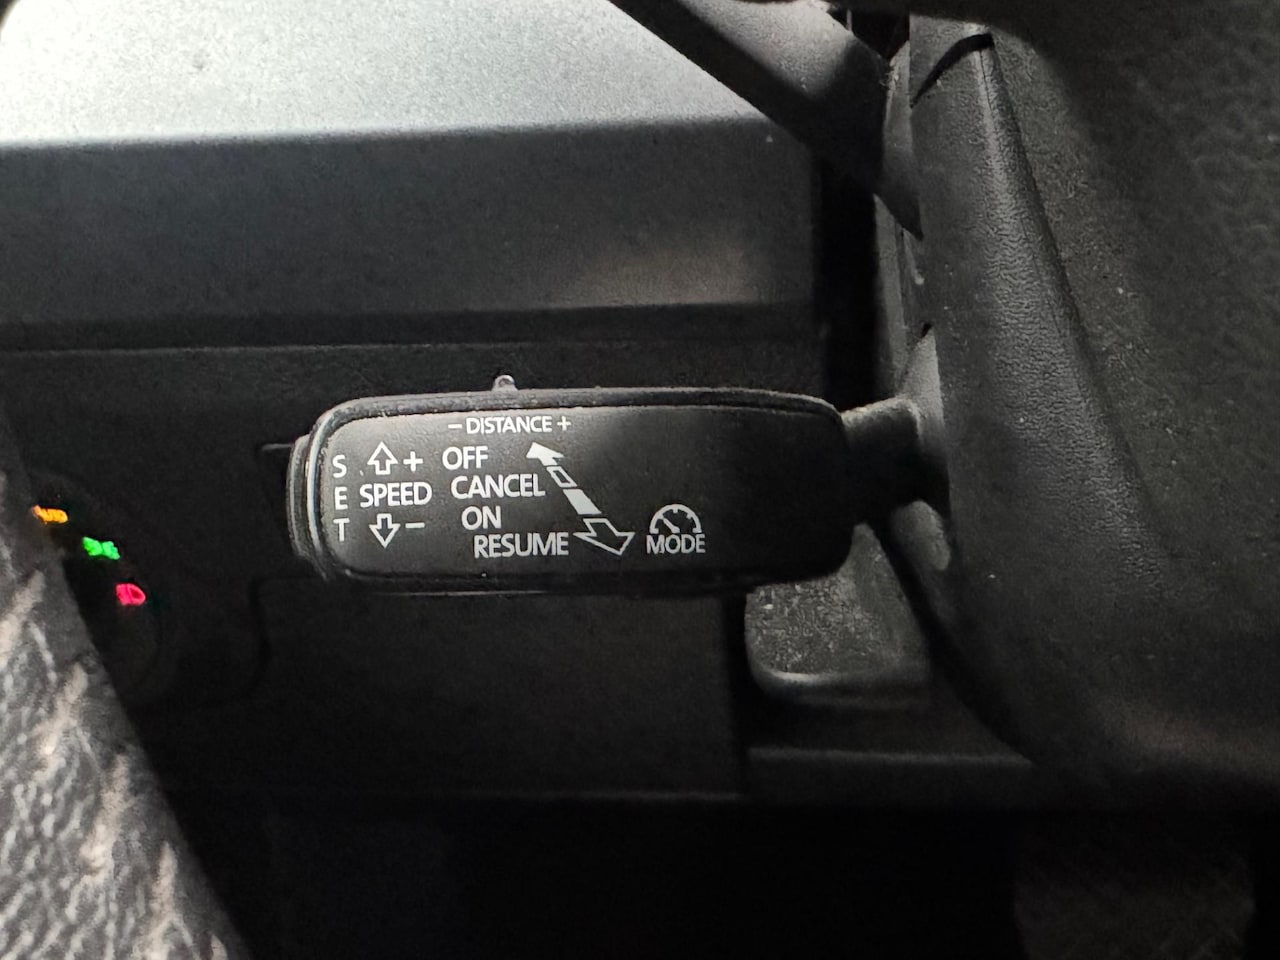 - DISTANCE +
S + OFF
E SPEED CANCEL
T - ON
RESUME MODE